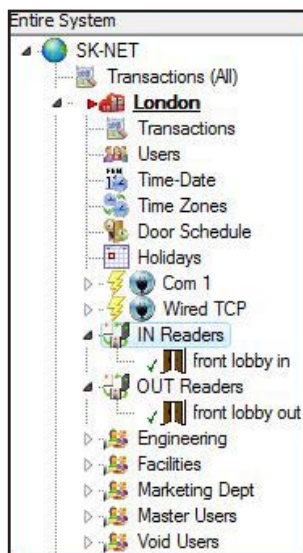 Entire System
SK-NET
Transactions (All)
London
Transactions
Users
Time-Date
Time Zones
Door Schedule
Holidays
Com 1
Wired TCP
IN Readers
front lobby in
OUT Readers
front lobby out
Engineering
Facilities
Marketing Dept
Master Users
Void Users